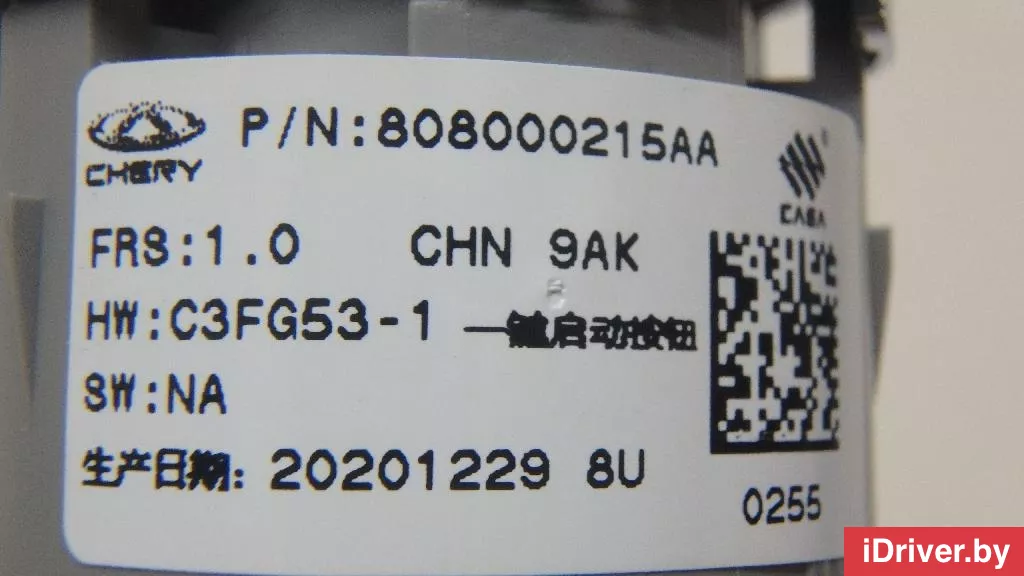 P/N:808000215AA
CHERY
CASA
FRS:1.0 CHN 9AK
HW:C3FG53-1 一键启动按钮
SW:NA
生产日期: 20201229 8U
0255
iDriver.by